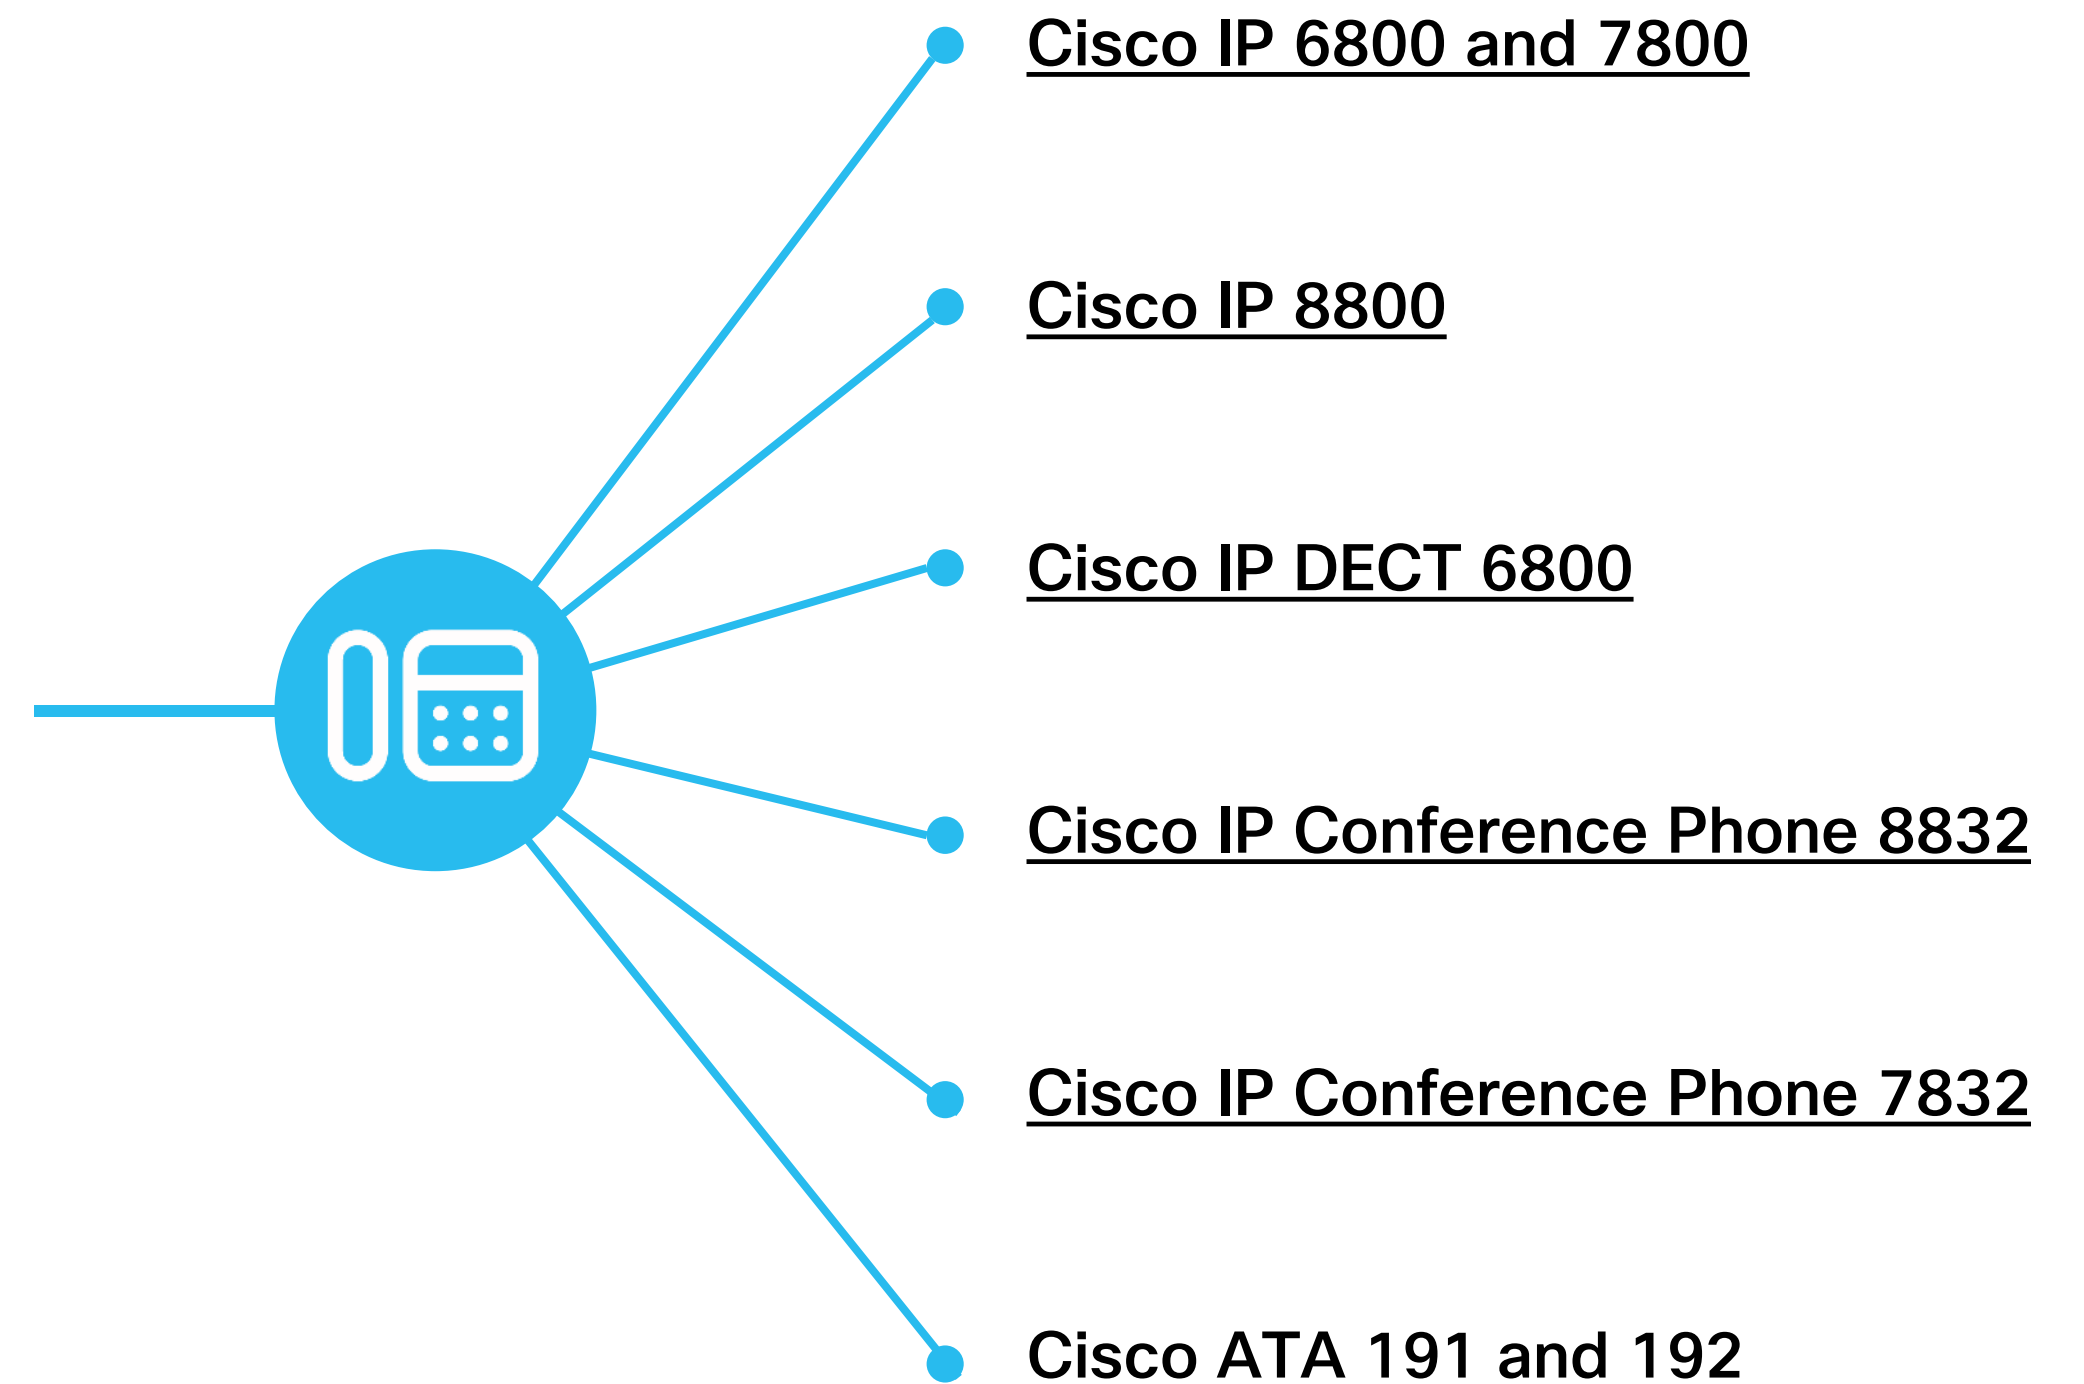 Cisco IP 6800 and 7800
Cisco IP 8800
Cisco IP DECT 6800
Cisco IP Conference Phone 8832
Cisco IP Conference Phone 7832
Cisco ATA 191 and 192